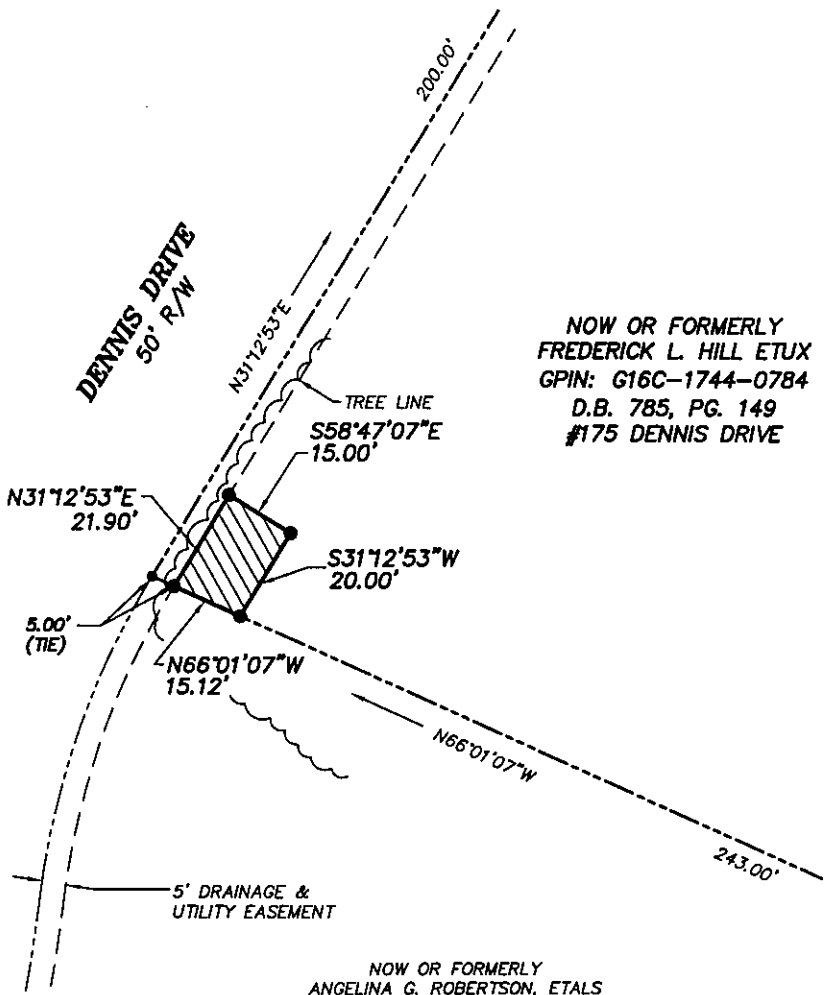 200.00'
DENNIS DRIVE
50' R/W
N31°12'53"E
NOW OR FORMERLY
FREDERICK L. HILL ETUX
GPIN: G16C-1744-0784
D.B. 785, PG. 149
#175 DENNIS DRIVE
TREE LINE
S58°47'07"E
15.00'
N31°12'53"E
21.90'
S31°12'53"W
20.00'
5.00'
(TIE)
N66°01'07"W
15.12'
N66°01'07"W
243.00'
5' DRAINAGE &
UTILITY EASEMENT
NOW OR FORMERLY
ANGELINA G. ROBERTSON, ETALS